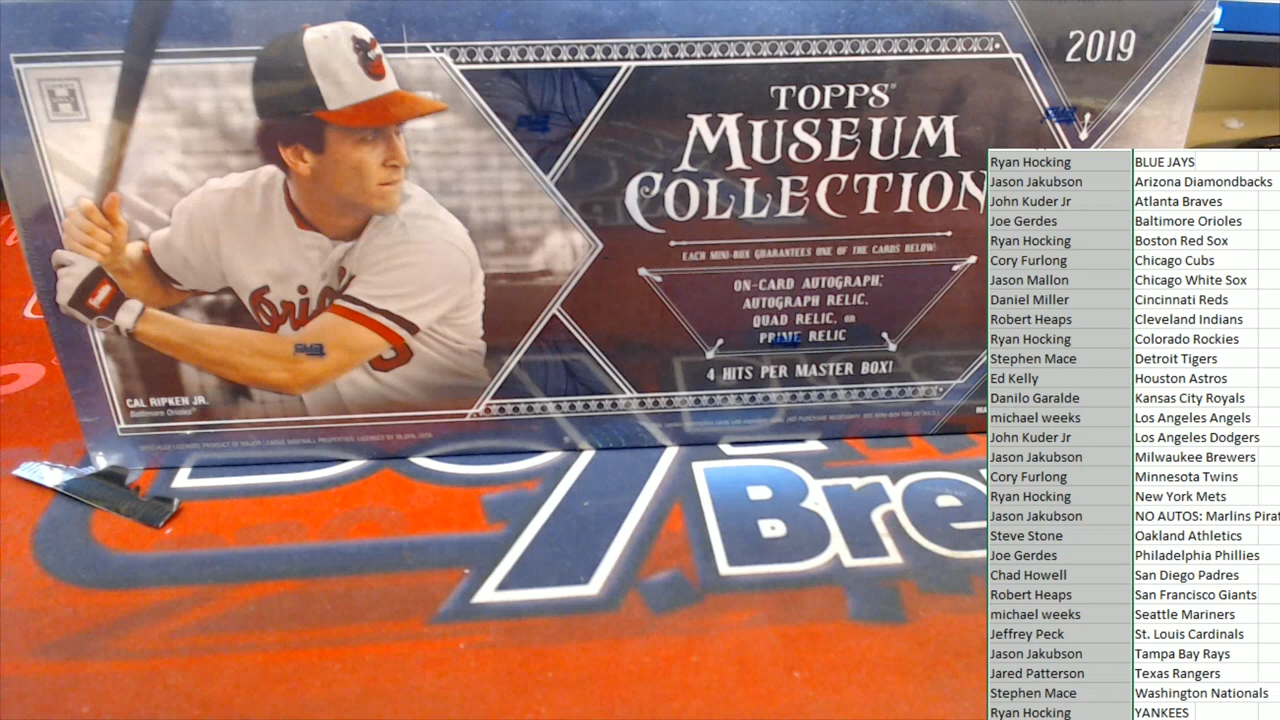 2019
TOPPS®
MUSEUM
COLLECTION
EACH MINI-BOX GUARANTEES ONE OF THE CARDS BELOW:
ON-CARD AUTOGRAPH,
AUTOGRAPH RELIC,
QUAD RELIC, OR
PRIME RELIC
4 HITS PER MASTER BOX!
H
Orio
CAL RIPKEN JR.
Baltimore Orioles®
Bre
Ryan Hocking BLUE JAYS
Jason Jakubson Arizona Diamondbacks
John Kuder Jr Atlanta Braves
Joe Gerdes Baltimore Orioles
Ryan Hocking Boston Red Sox
Cory Furlong Chicago Cubs
Jason Mallon Chicago White Sox
Daniel Miller Cincinnati Reds
Robert Heaps Cleveland Indians
Ryan Hocking Colorado Rockies
Stephen Mace Detroit Tigers
Ed Kelly Houston Astros
Danilo Garalde Kansas City Royals
michael weeks Los Angeles Angels
John Kuder Jr Los Angeles Dodgers
Jason Jakubson Milwaukee Brewers
Cory Furlong Minnesota Twins
Ryan Hocking New York Mets
Jason Jakubson NO AUTOS: Marlins Pirat
Steve Stone Oakland Athletics
Joe Gerdes Philadelphia Phillies
Chad Howell San Diego Padres
Robert Heaps San Francisco Giants
michael weeks Seattle Mariners
Jeffrey Peck St. Louis Cardinals
Jason Jakubson Tampa Bay Rays
Jared Patterson Texas Rangers
Stephen Mace Washington Nationals
Ryan Hocking YANKEES